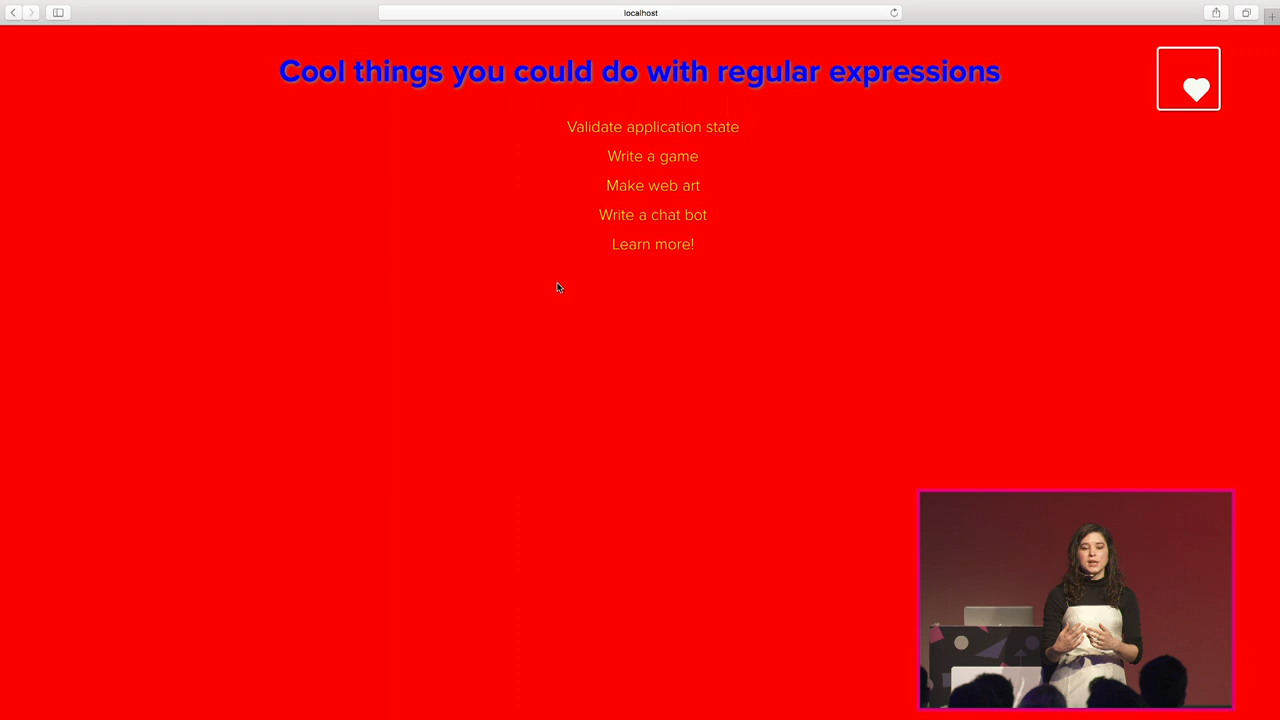 localhost
Cool things you could do with regular expressions
Validate application state
Write a game
Make web art
Write a chat bot
Learn more!